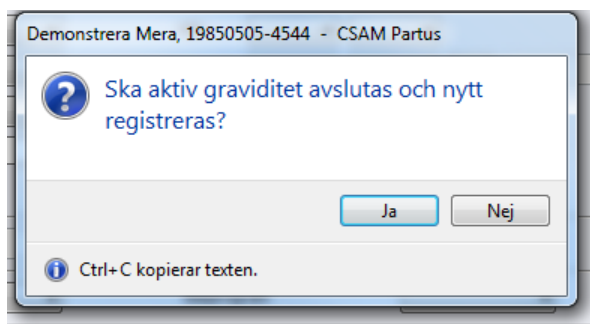 Demonstrera Mera, 19850505-4544 - CSAM Partus
Ska aktiv graviditet avslutas och nytt
registreras?
Ja
Nej
Ctrl+C kopierar texten.